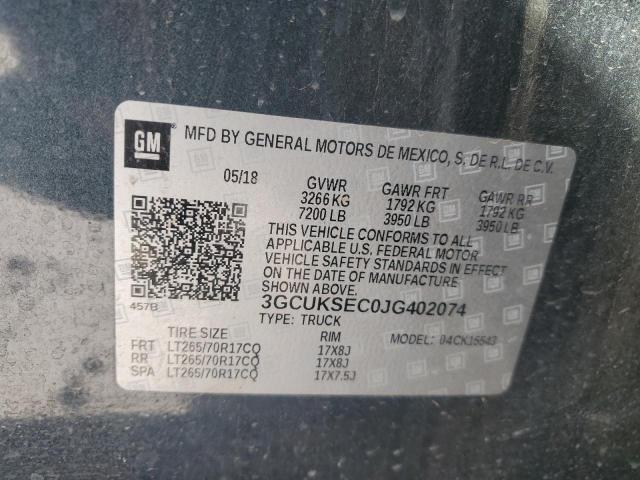 GM
MFD BY GENERAL MOTORS DE MEXICO, S. DE R.L. DE C.V.
05/18 GVWR GAWR FRT GAWR RR
3266 KG 1792 KG 1792 KG
7200 LB 3950 LB 3950 LB
THIS VEHICLE CONFORMS TO ALL
APPLICABLE U.S. FEDERAL MOTOR
VEHICLE SAFETY STANDARDS IN EFFECT
ON THE DATE OF MANUFACTURE
SHOWN ABOVE.
457B 3GCUKSEC0JG402074
TYPE: TRUCK
TIRE SIZE RIM MODEL: 04CK15543
FRT LT265/70R17CQ 17X8J
RR LT265/70R17CQ 17X8J
SPA LT265/70R17CQ 17X7.5J